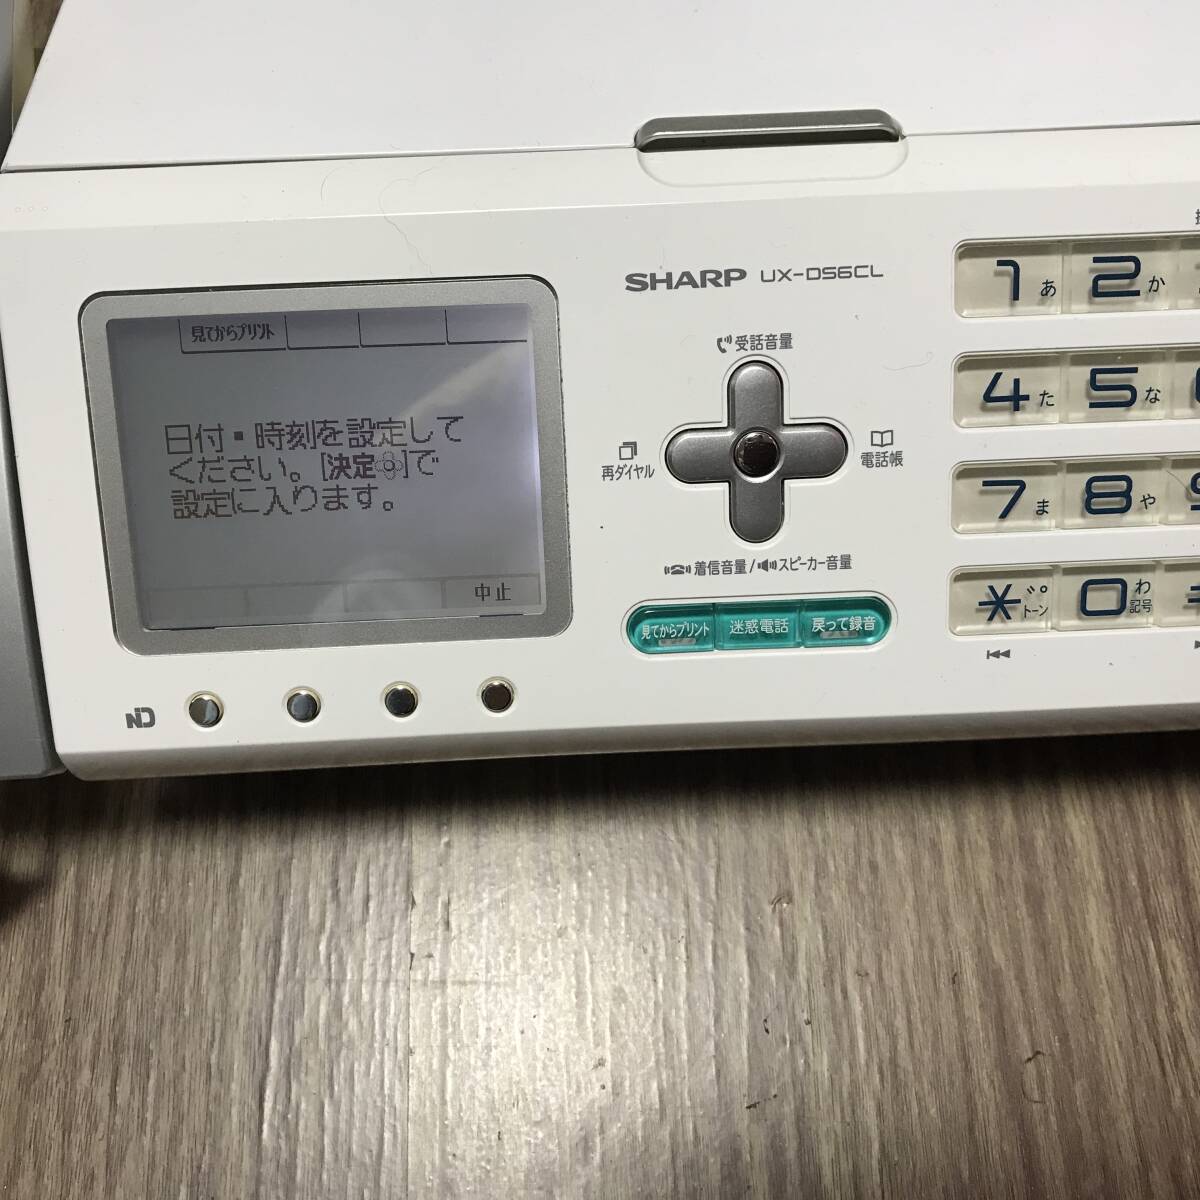 SHARP UX-DS6CL
見てからプリント
日付・時刻を設定して
ください。[決定]で
設定に入ります。
中止
受話音量
再ダイヤル
電話帳
着信音量/スピーカー音量
見てからプリント 迷惑電話 戻って録音
ND
1あ 2か
4た 5な
7ま 8や
* トーン 0わ 記号